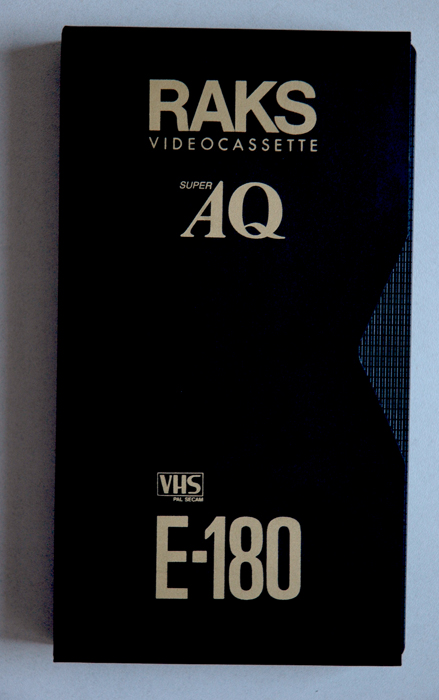 RAKS
VIDEOCASSETTE
SUPER AQ
VHS
PAL SECAM
E-180